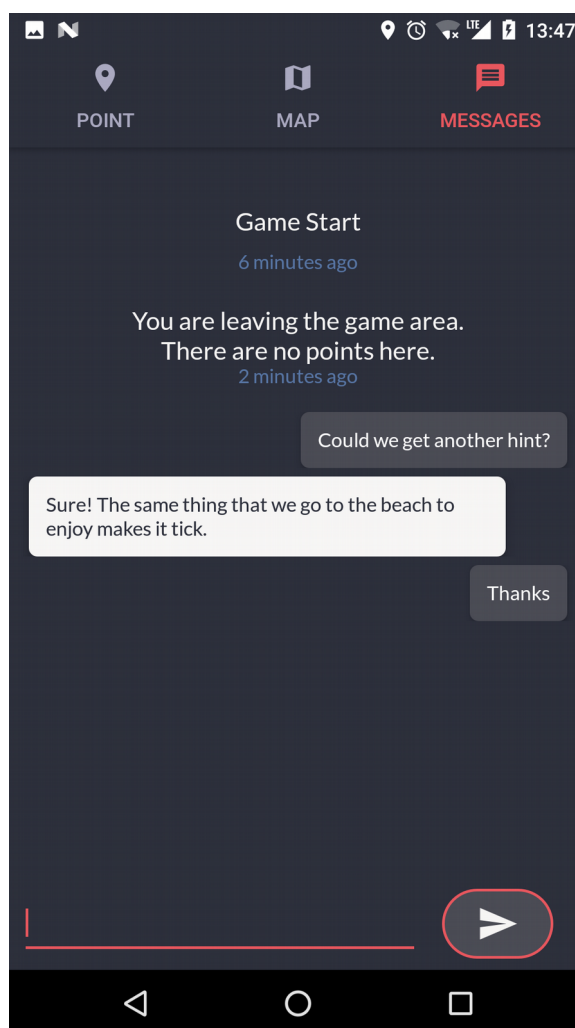 LTE 13:47
POINT MAP MESSAGES
Game Start
6 minutes ago
You are leaving the game area.
There are no points here.
2 minutes ago
Could we get another hint?
Sure! The same thing that we go to the beach to
enjoy makes it tick.
Thanks